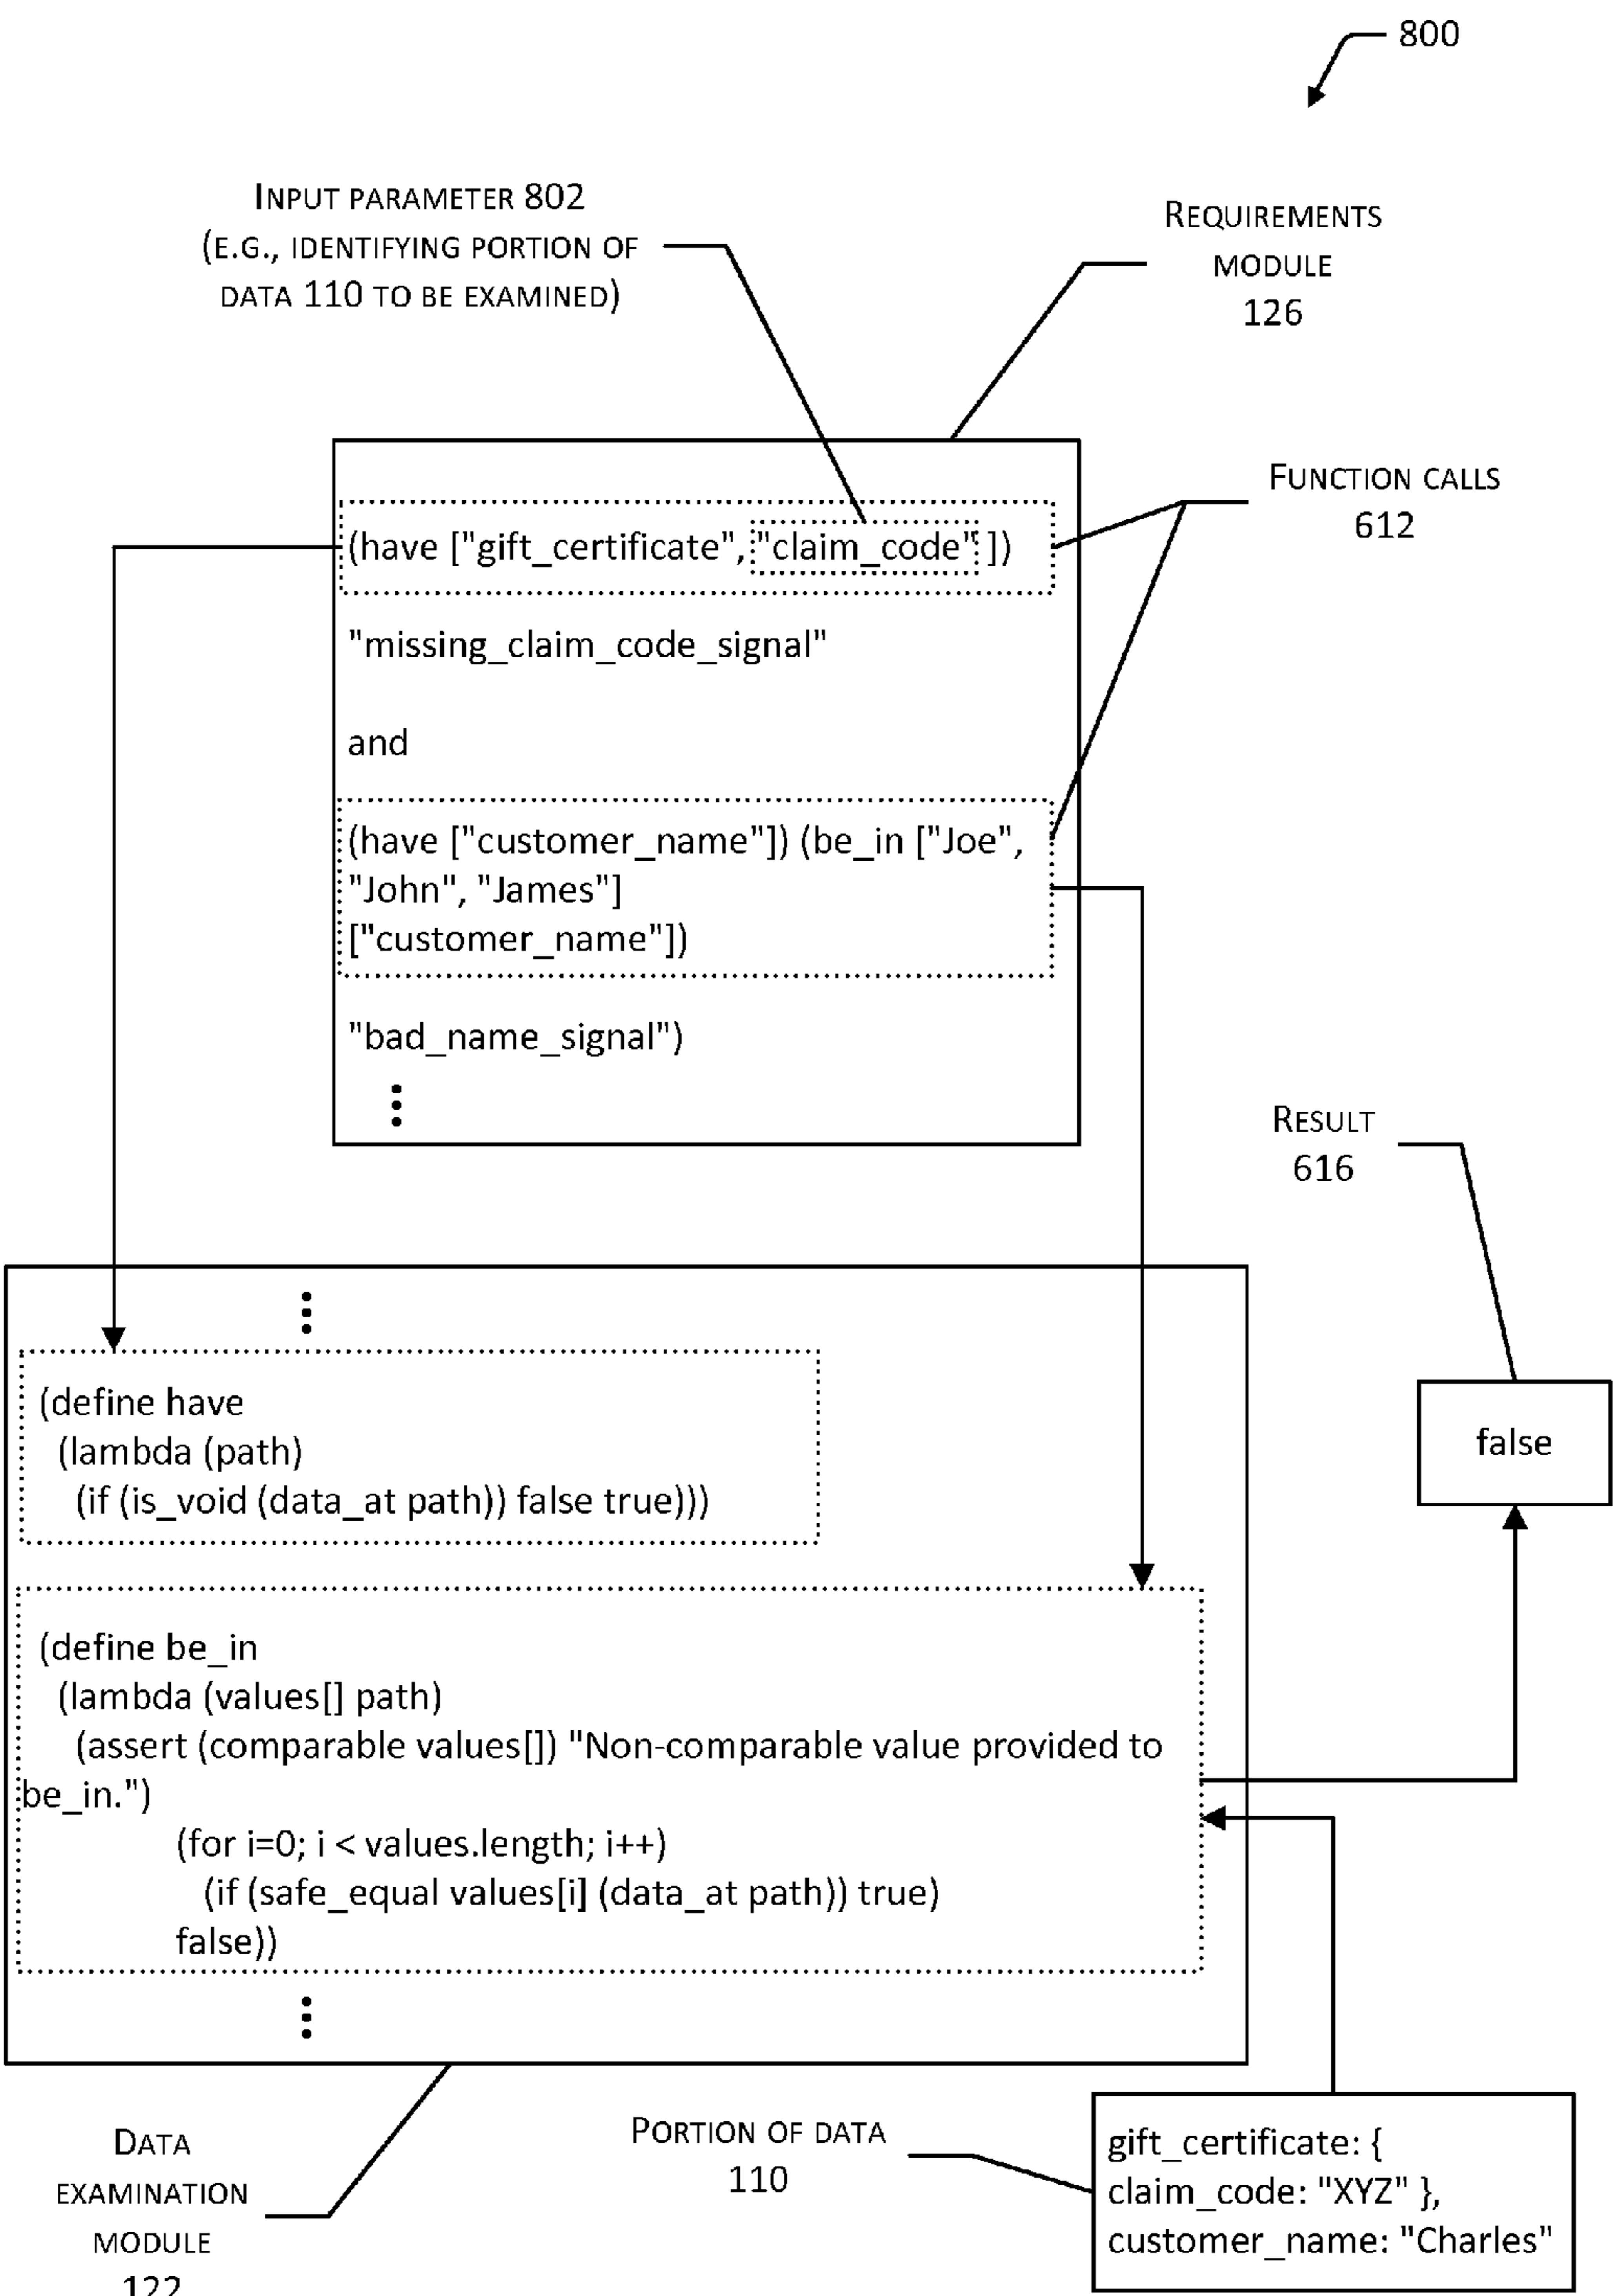 800
INPUT PARAMETER 802
(E.G., IDENTIFYING PORTION OF
DATA 110 TO BE EXAMINED)
REQUIREMENTS
MODULE
126
FUNCTION CALLS
612
(have ["gift_certificate", "claim_code" ])
"missing_claim_code_signal"
and
(have ["customer_name"]) (be_in ["Joe",
"John", "James"]
["customer_name"])
"bad_name_signal")
RESULT
616
false
(define have
(lambda (path)
(if (is_void (data_at path)) false true)))
(define be_in
(lambda (values[] path)
(assert (comparable values[]) "Non-comparable value provided to
be_in.")
(for i=0; i < values.length; i++)
(if (safe_equal values[i] (data_at path)) true)
false))
DATA
EXAMINATION
MODULE
122
PORTION OF DATA
110
gift_certificate: {
claim_code: "XYZ" },
customer_name: "Charles"